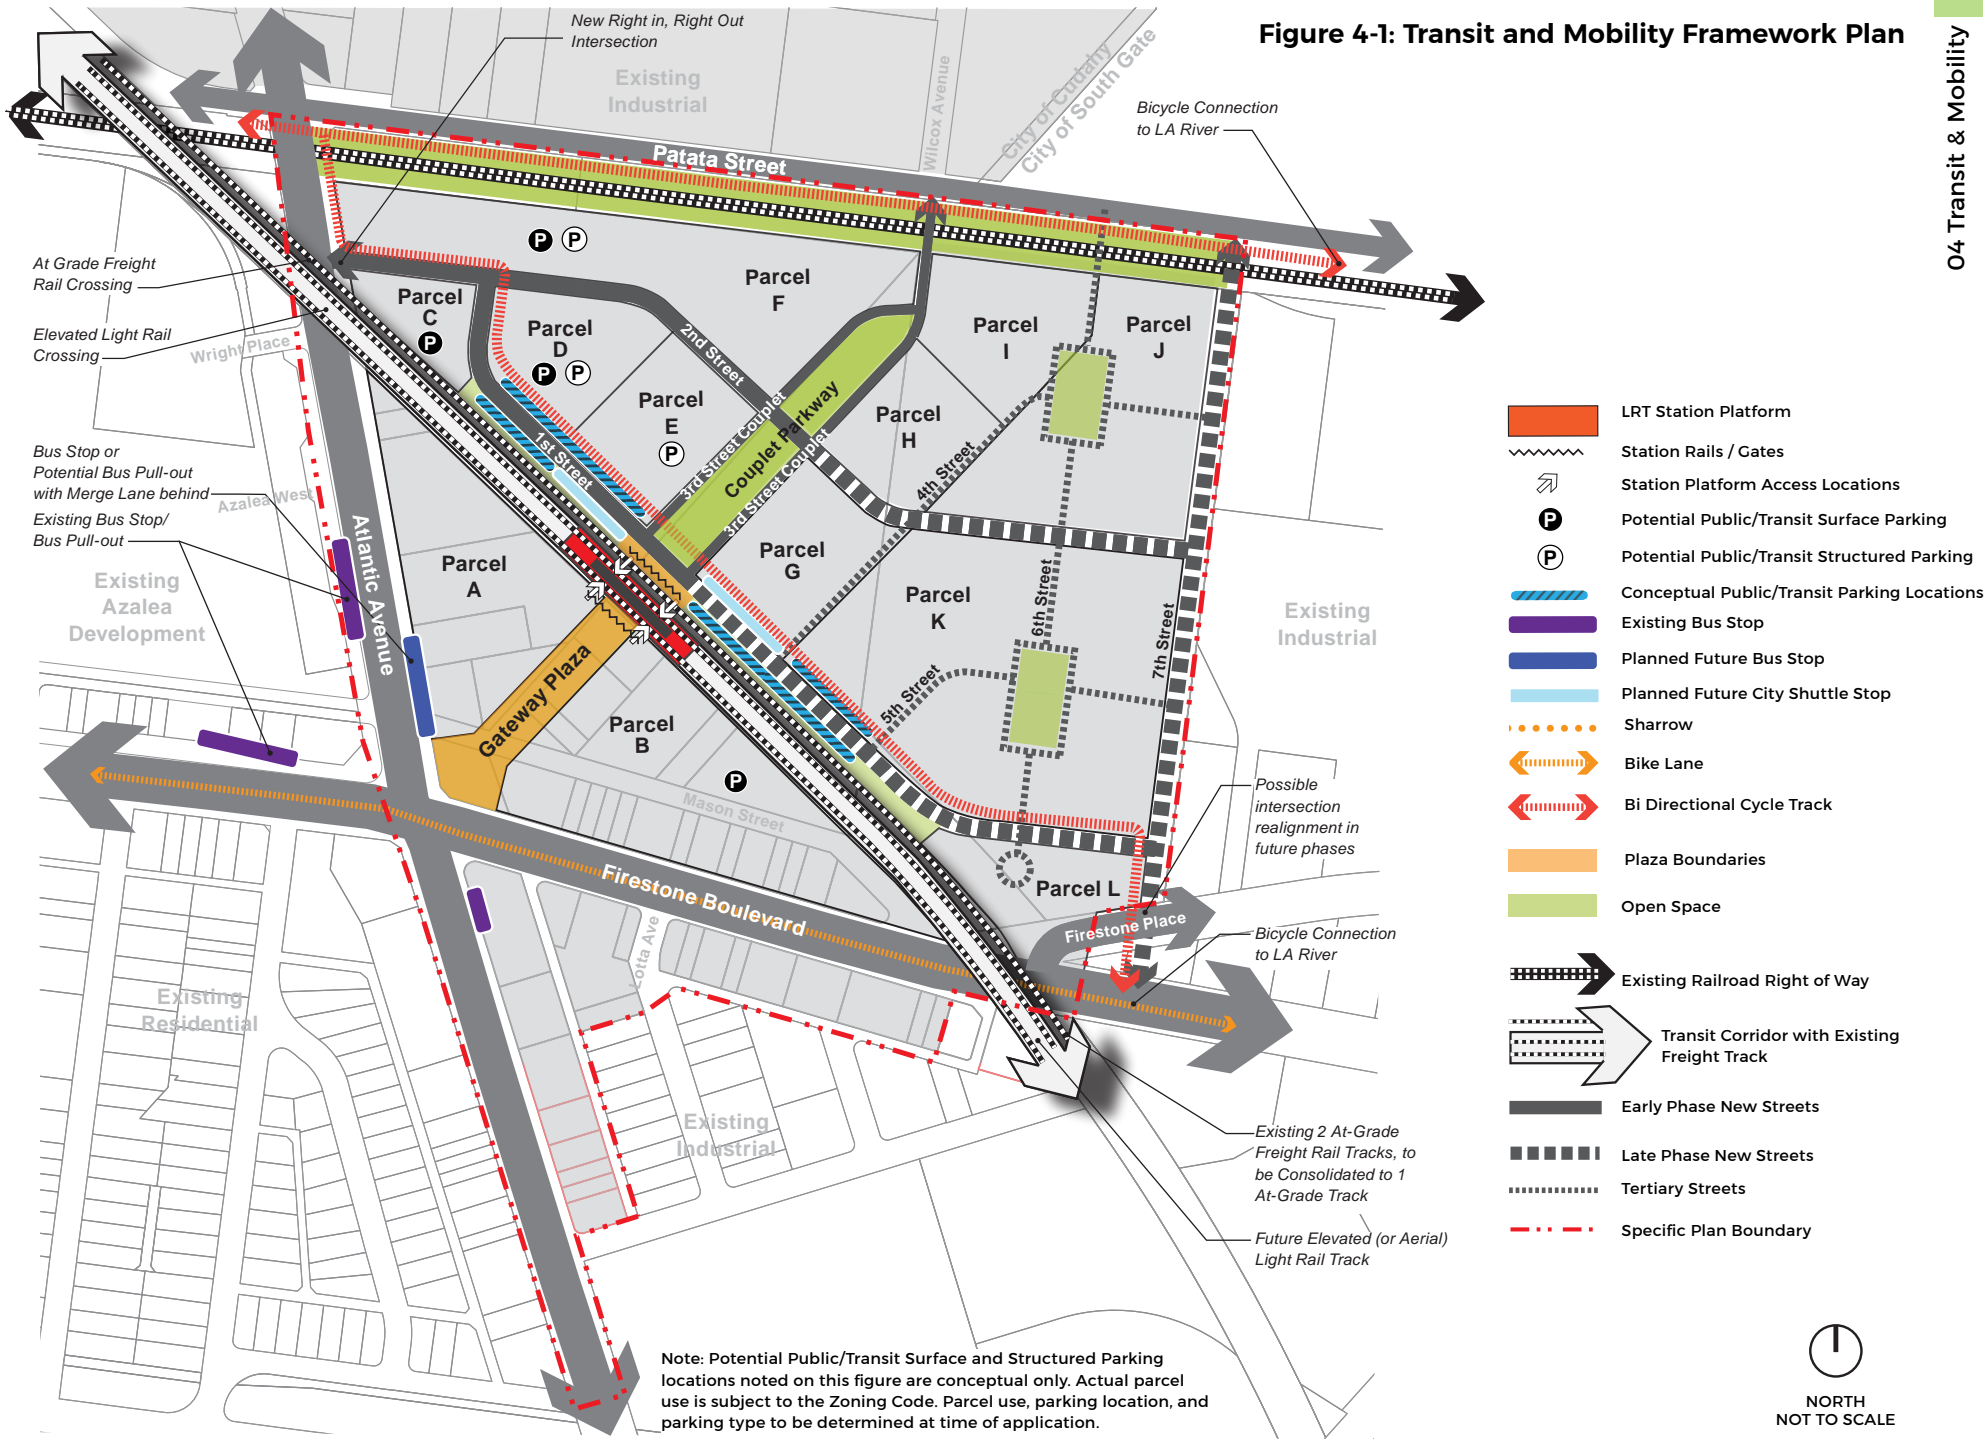 Figure 4-1: Transit and Mobility Framework Plan
04 Transit & Mobility
New Right in, Right Out
Intersection
Existing
Industrial
Wilcox Avenue
City of Cudahy
City of South Gate
Bicycle Connection
to LA River
Patata Street
At Grade Freight
Rail Crossing
Elevated Light Rail
Crossing
Wright Place
Bus Stop or
Potential Bus Pull-out
with Merge Lane behind
Azalea West
Existing Bus Stop/
Bus Pull-out
Existing
Azalea
Development
Atlantic Avenue
P
P
Parcel
F
Parcel
C
P
Parcel
D
P
P
2nd Street
Parcel
E
P
1st Street
3rd Street Couplet
Couplet Parkway
3rd Street Couplet
Parcel
I
Parcel
J
Parcel
H
4th Street
Parcel
G
Parcel
A
Parcel
K
6th Street
7th Street
5th Street
Existing
Industrial
Gateway Plaza
Parcel
B
P
Mason Street
Firestone Boulevard
Parcel L
Firestone Place
Possible
intersection
realignment in
future phases
Bicycle Connection
to LA River
Lotta Ave
Existing
Residential
Existing
Industrial
Existing 2 At-Grade
Freight Rail Tracks, to
be Consolidated to 1
At-Grade Track
Future Elevated (or Aerial)
Light Rail Track
LRT Station Platform
Station Rails / Gates
Station Platform Access Locations
P
Potential Public/Transit Surface Parking
P
Potential Public/Transit Structured Parking
Conceptual Public/Transit Parking Locations
Existing Bus Stop
Planned Future Bus Stop
Planned Future City Shuttle Stop
Sharrow
Bike Lane
Bi Directional Cycle Track
Plaza Boundaries
Open Space
Existing Railroad Right of Way
Transit Corridor with Existing
Freight Track
Early Phase New Streets
Late Phase New Streets
Tertiary Streets
Specific Plan Boundary
Note: Potential Public/Transit Surface and Structured Parking
locations noted on this figure are conceptual only. Actual parcel
use is subject to the Zoning Code. Parcel use, parking location, and
parking type to be determined at time of application.
NORTH
NOT TO SCALE